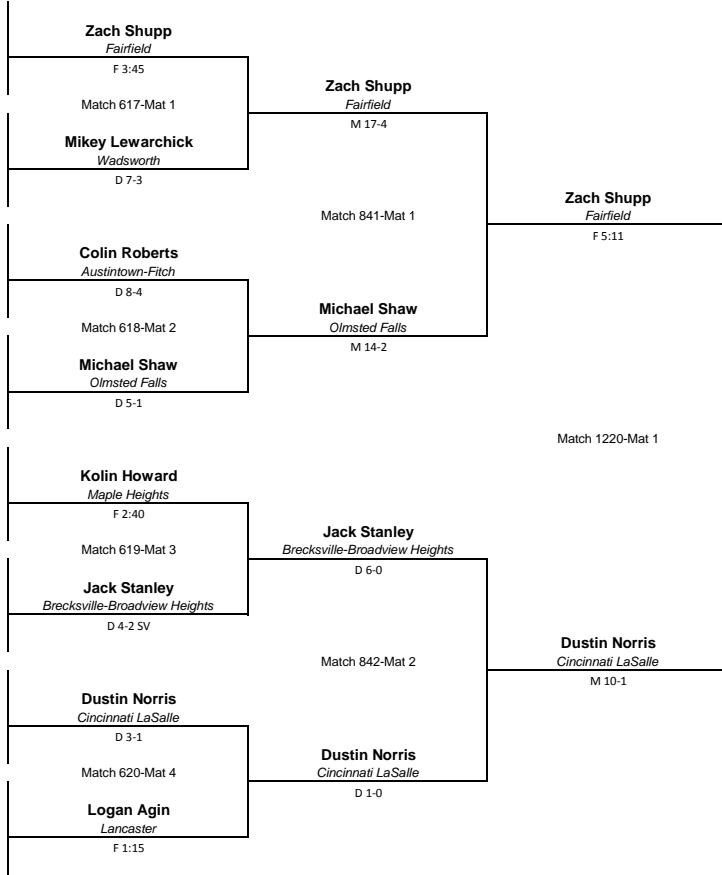 Zach Shupp
Fairfield
F 3:45
Match 617-Mat 1
Mikey Lewarchick
Wadsworth
D 7-3
Colin Roberts
Austintown-Fitch
D 8-4
Match 618-Mat 2
Michael Shaw
Olmsted Falls
D 5-1
Kolin Howard
Maple Heights
F 2:40
Match 619-Mat 3
Jack Stanley
Brecksville-Broadview Heights
D 4-2 SV
Dustin Norris
Cincinnati LaSalle
D 3-1
Match 620-Mat 4
Logan Agin
Lancaster
F 1:15
Zach Shupp
Fairfield
M 17-4
Match 841-Mat 1
Michael Shaw
Olmsted Falls
M 14-2
Jack Stanley
Brecksville-Broadview Heights
D 6-0
Match 842-Mat 2
Dustin Norris
Cincinnati LaSalle
D 1-0
Zach Shupp
Fairfield
F 5:11
Match 1220-Mat 1
Dustin Norris
Cincinnati LaSalle
M 10-1